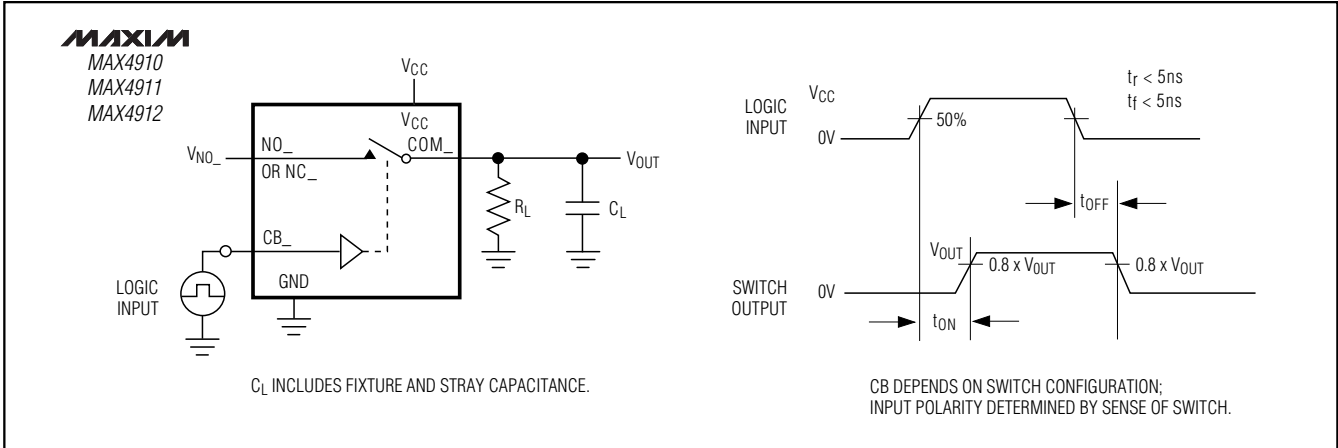 MAXIM
MAX4910
MAX4911
MAX4912
VCC
VCC
VNO_
NO_
OR NC_
COM_
VOUT
RL
CL
CB_
GND
LOGIC
INPUT
CL INCLUDES FIXTURE AND STRAY CAPACITANCE.
tr < 5ns
tf < 5ns
LOGIC
INPUT
VCC
0V
50%
tOFF
VOUT
0.8 x VOUT
0.8 x VOUT
SWITCH
OUTPUT
0V
tON
CB DEPENDS ON SWITCH CONFIGURATION;
INPUT POLARITY DETERMINED BY SENSE OF SWITCH.